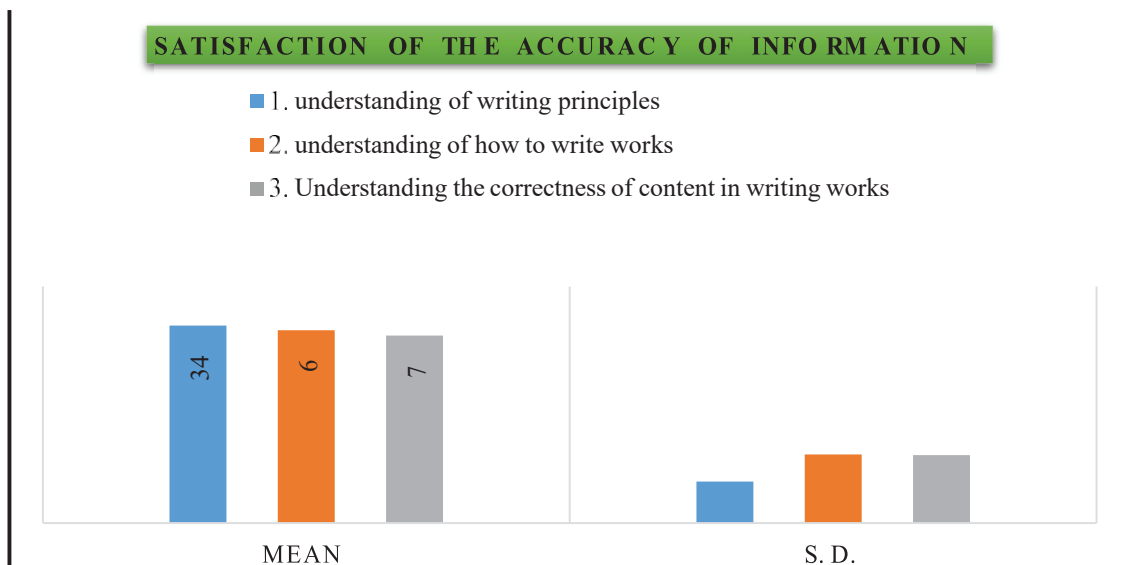 SATISFACTION OF THE ACCURACY OF INFORMATION
1. understanding of writing principles
2. understanding of how to write works
3. Understanding the correctness of content in writing works
34
6
7
MEAN
S. D.